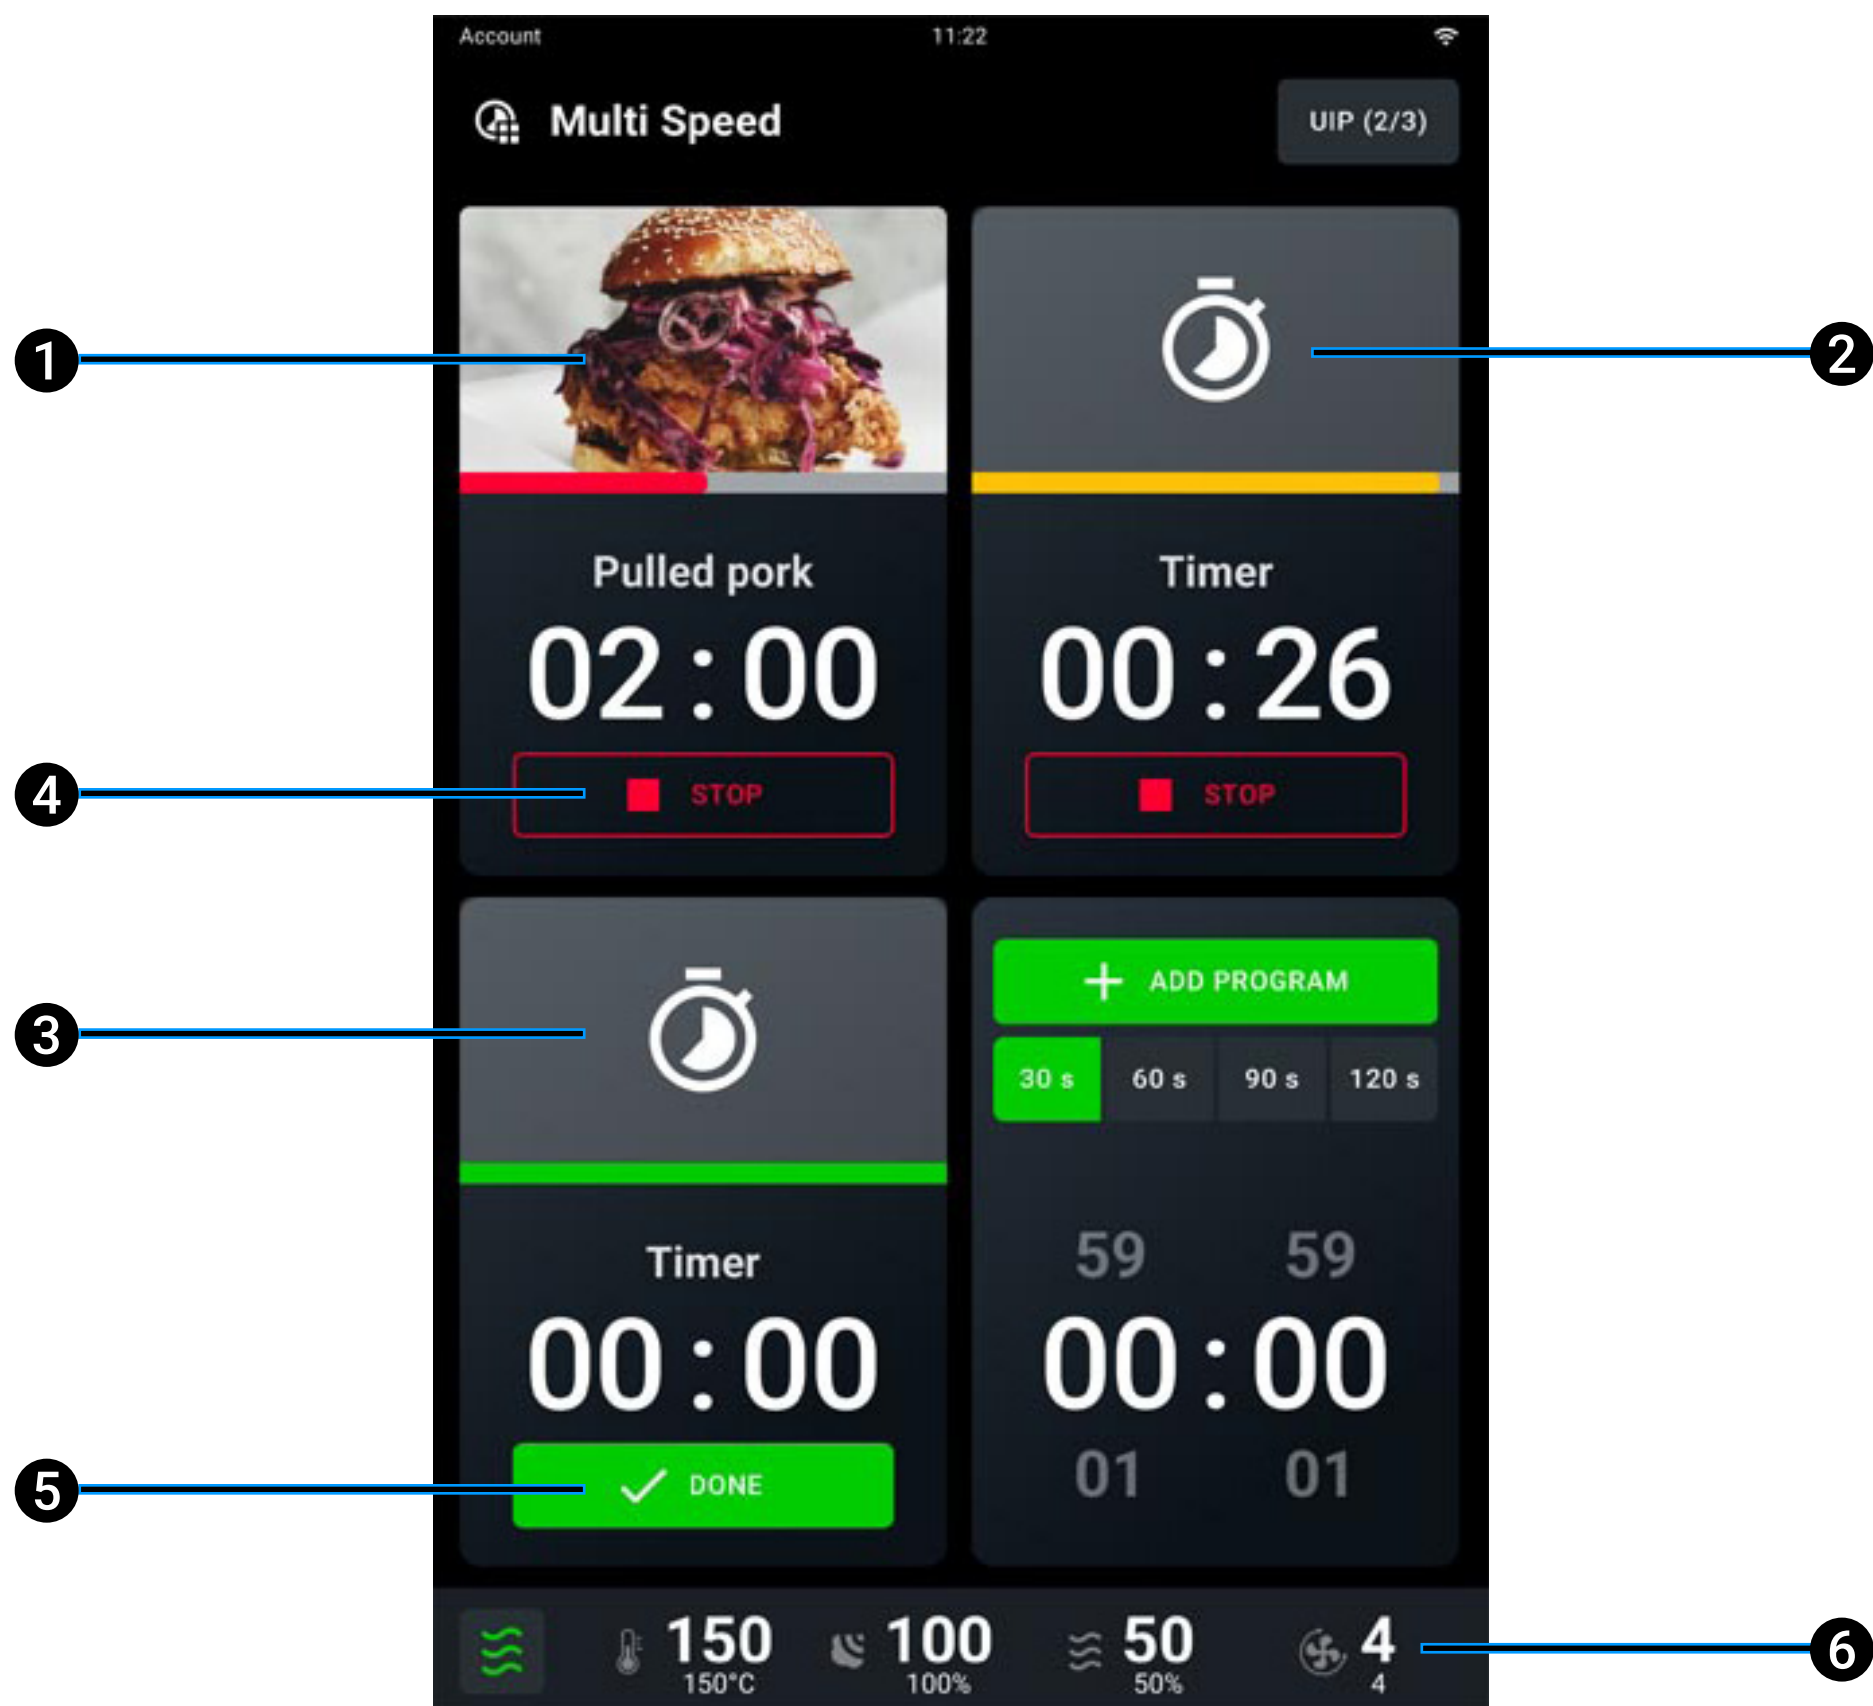 Account 11:22
Multi Speed UIP (2/3)
1
2
Pulled pork
02:00
4
STOP
Timer
00:26
STOP
3
Timer
00:00
5
DONE
ADD PROGRAM
30 s 60 s 90 s 120 s
59 59
00:00
01 01
150 100 50 4
150°C 100% 50% 4
6